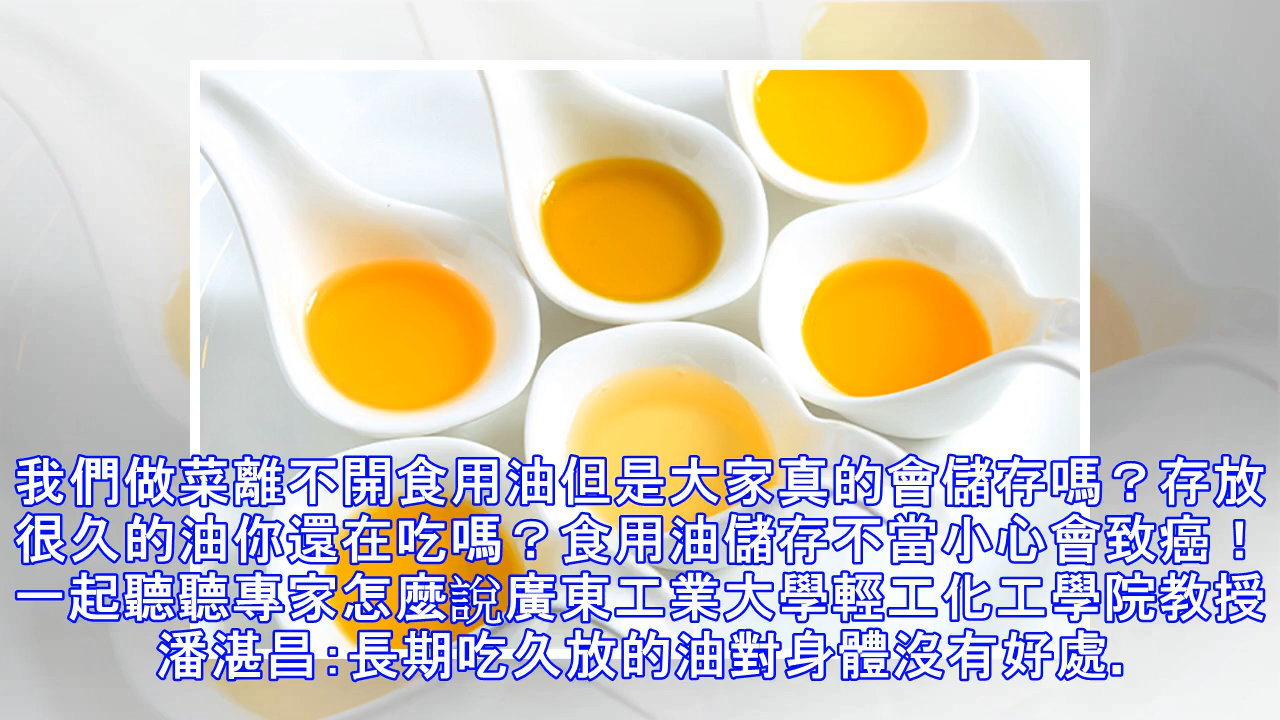 我們做菜離不開食用油但是大家真的會儲存嗎？存放
很久的油你還在吃嗎？食用油儲存不當小心會致癌！
一起聽聽專家怎麼說廣東工業大學輕工化工學院教授
潘湛昌:長期吃久放的油對身體沒有好處.